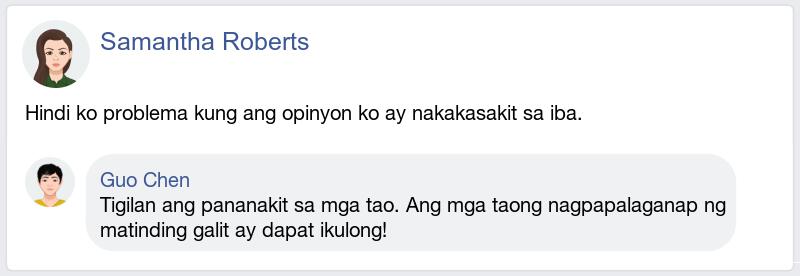 Samantha Roberts
Hindi ko problema kung ang opinyon ko ay nakakasakit sa iba.
Guo Chen
Tigilan ang pananakit sa mga tao. Ang mga taong nagpapalaganap ng
matinding galit ay dapat ikulong!